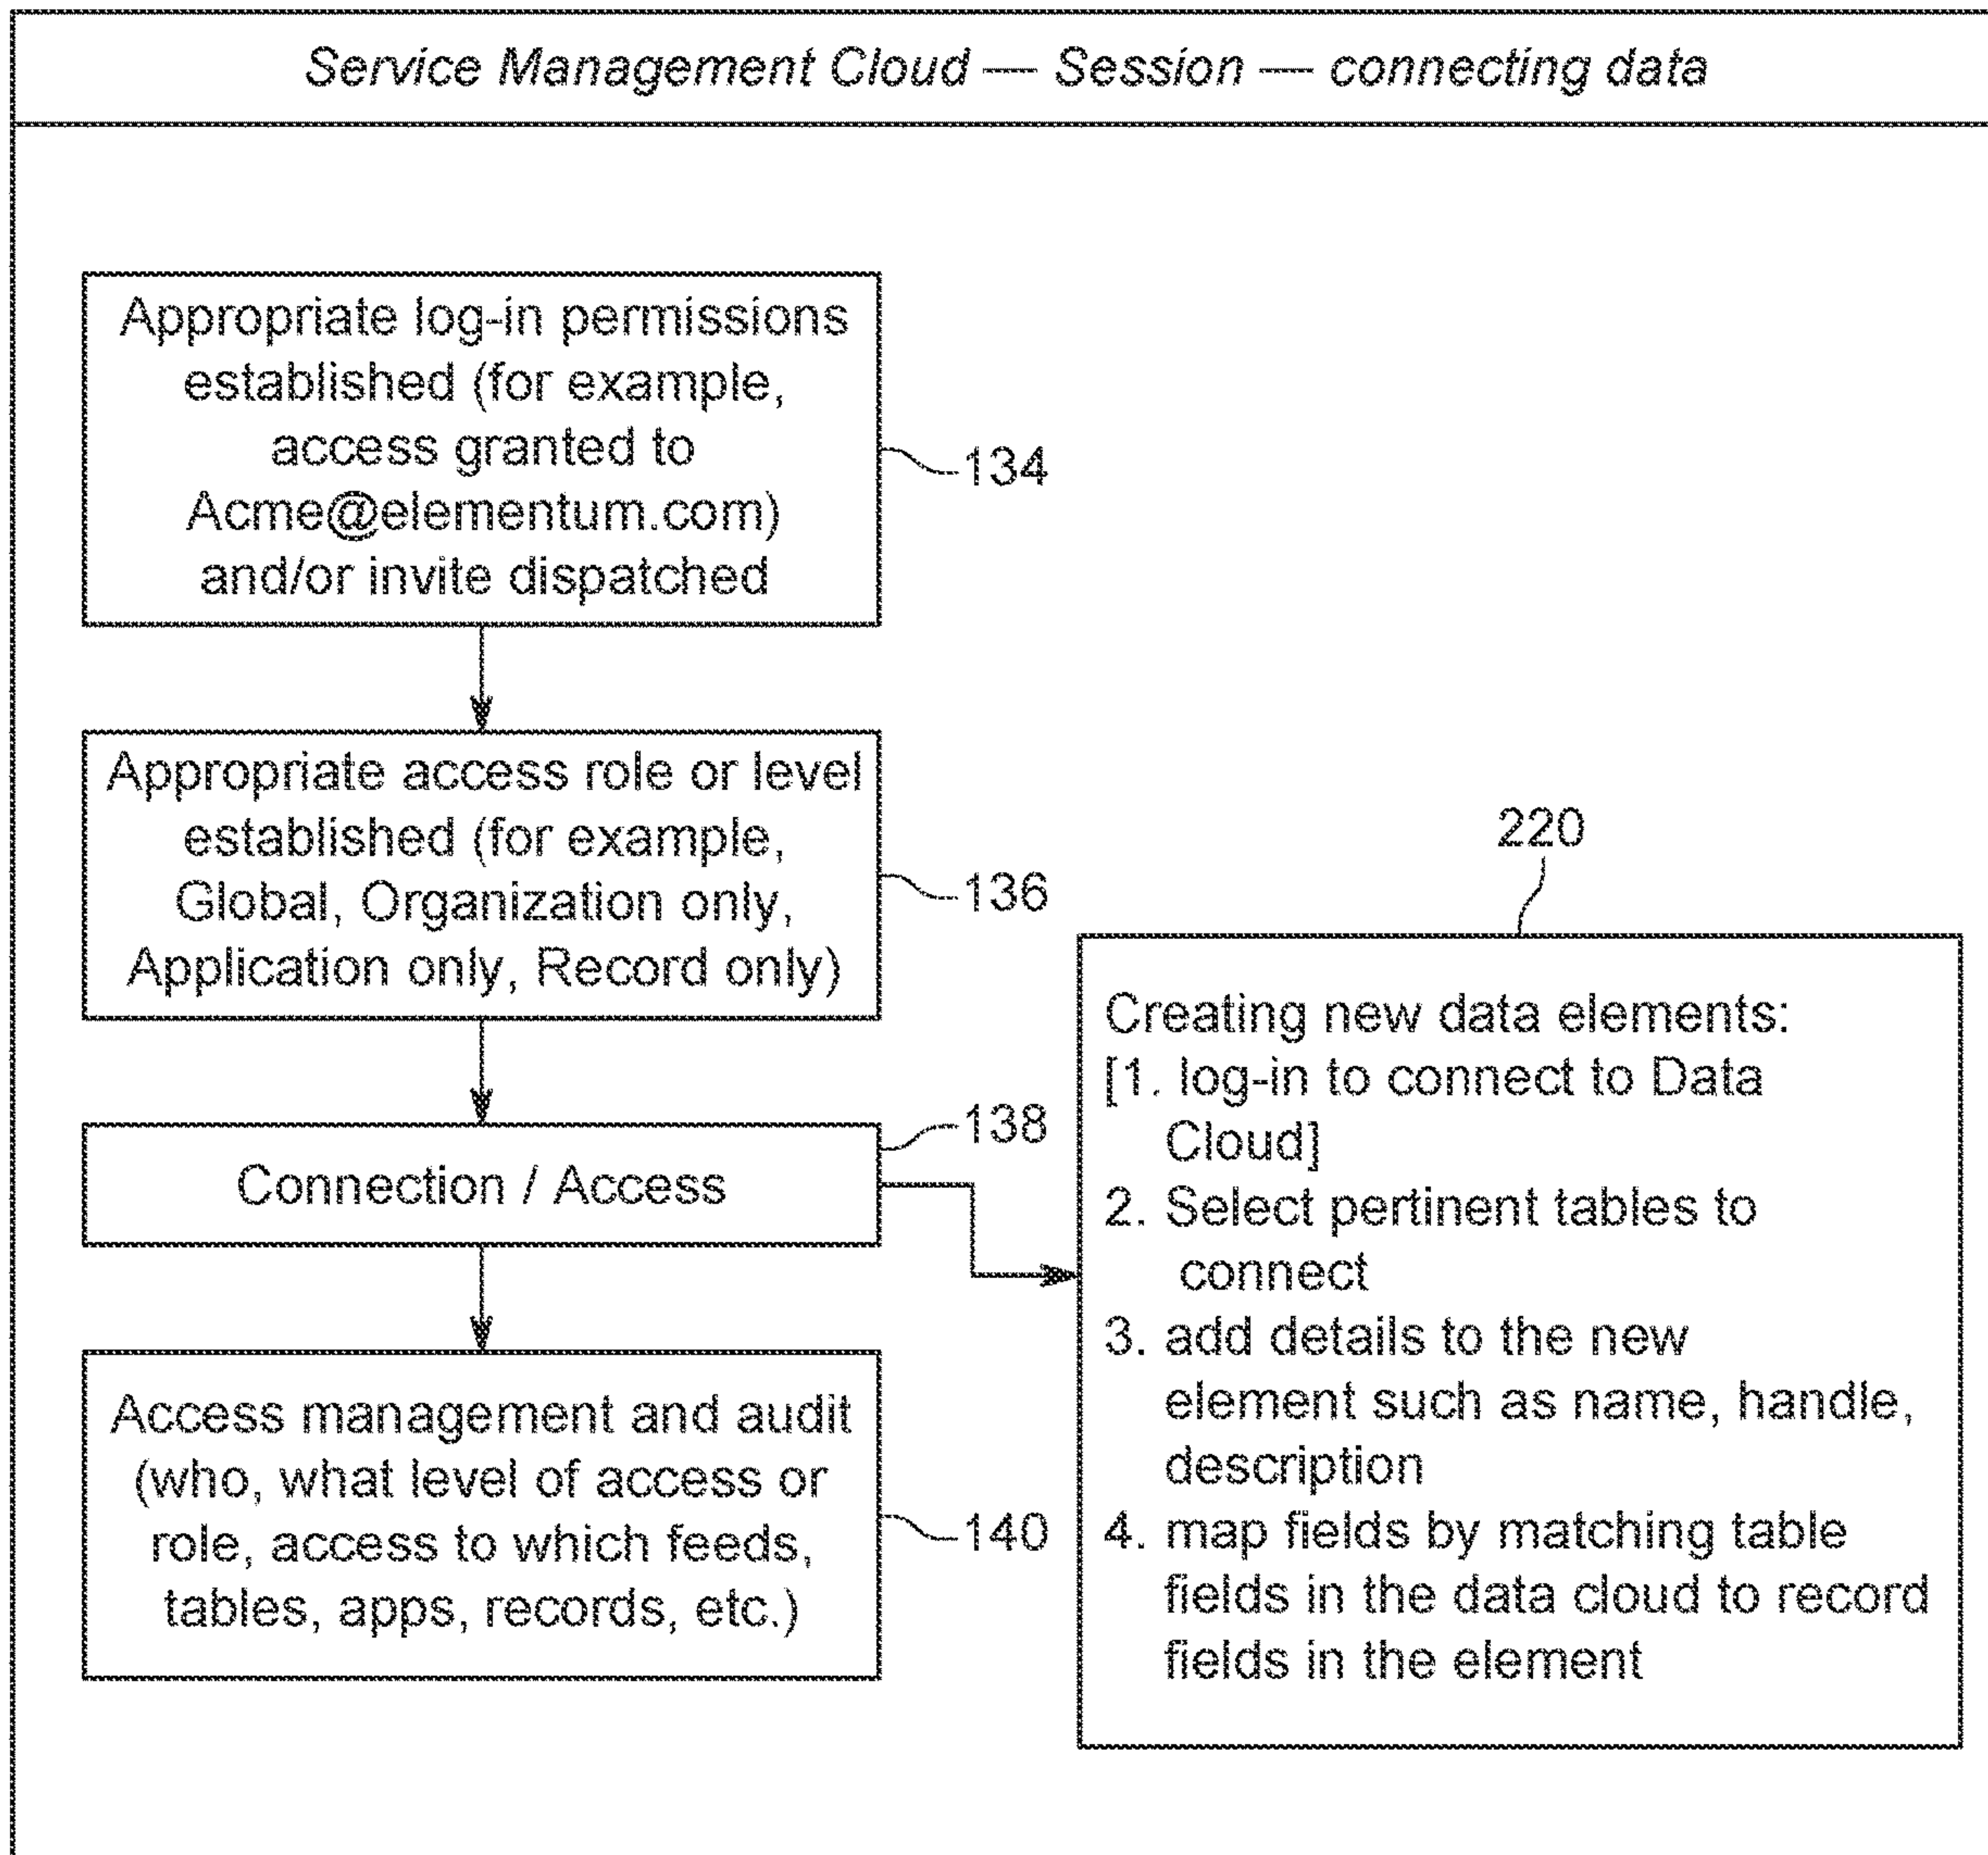 Service Management Cloud — Session — connecting data
Appropriate log-in permissions
established (for example,
access granted to
Acme@elementum.com)
and/or invite dispatched
134
Appropriate access role or level
established (for example,
Global, Organization only,
Application only, Record only)
136
Connection / Access
138
Access management and audit
(who, what level of access or
role, access to which feeds,
tables, apps, records, etc.)
140
220
Creating new data elements:
[1. log-in to connect to Data
Cloud]
2. Select pertinent tables to
connect
3. add details to the new
element such as name, handle,
description
4. map fields by matching table
fields in the data cloud to record
fields in the element